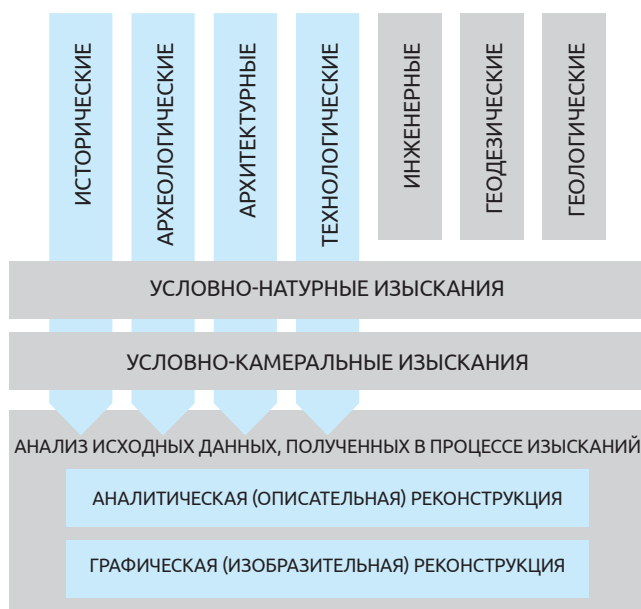 ИСТОРИЧЕСКИЕ
АРХЕОЛОГИЧЕСКИЕ
АРХИТЕКТУРНЫЕ
ТЕХНОЛОГИЧЕСКИЕ
ИНЖЕНЕРНЫЕ
ГЕОДЕЗИЧЕСКИЕ
ГЕОЛОГИЧЕСКИЕ
УСЛОВНО-НАТУРНЫЕ ИЗЫСКАНИЯ
УСЛОВНО-КАМЕРАЛЬНЫЕ ИЗЫСКАНИЯ
АНАЛИЗ ИСХОДНЫХ ДАННЫХ, ПОЛУЧЕННЫХ В ПРОЦЕССЕ ИЗЫСКАНИЙ
АНАЛИТИЧЕСКАЯ (ОПИСАТЕЛЬНАЯ) РЕКОНСТРУКЦИЯ
ГРАФИЧЕСКАЯ (ИЗОБРАЗИТЕЛЬНАЯ) РЕКОНСТРУКЦИЯ